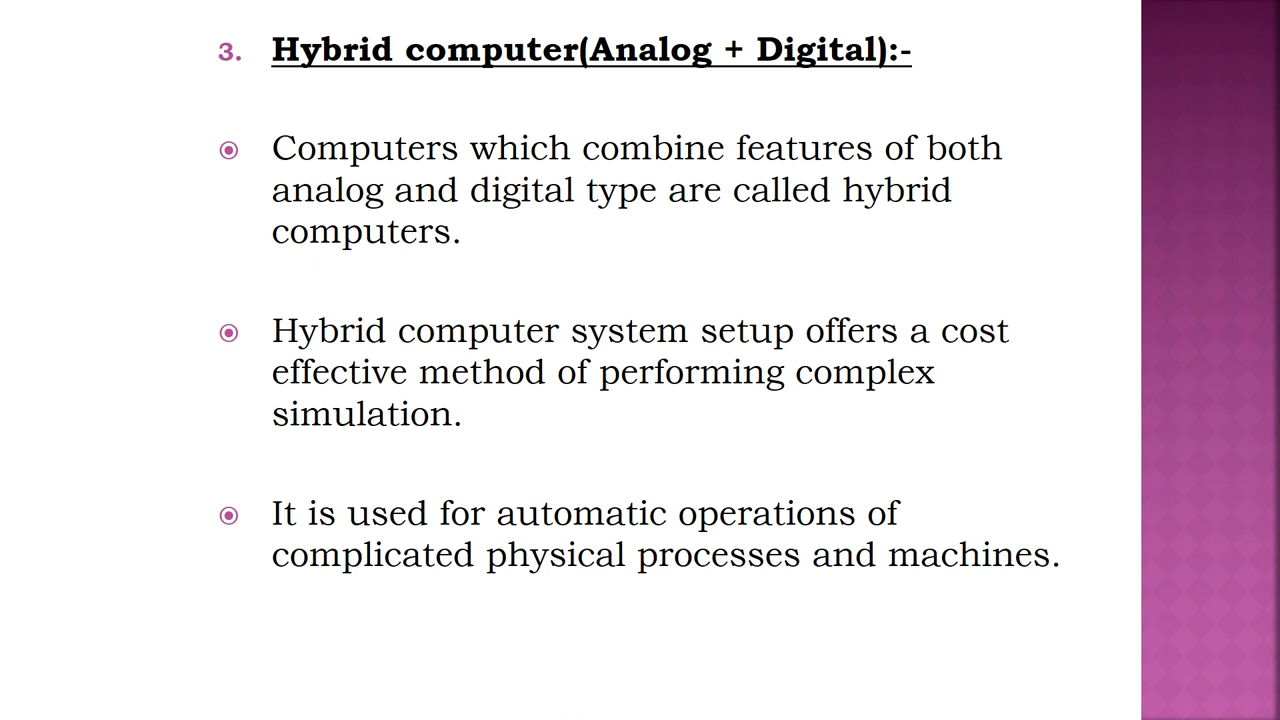 3. Hybrid computer(Analog + Digital):-
Computers which combine features of both
analog and digital type are called hybrid
computers.
Hybrid computer system setup offers a cost
effective method of performing complex
simulation.
It is used for automatic operations of
complicated physical processes and machines.